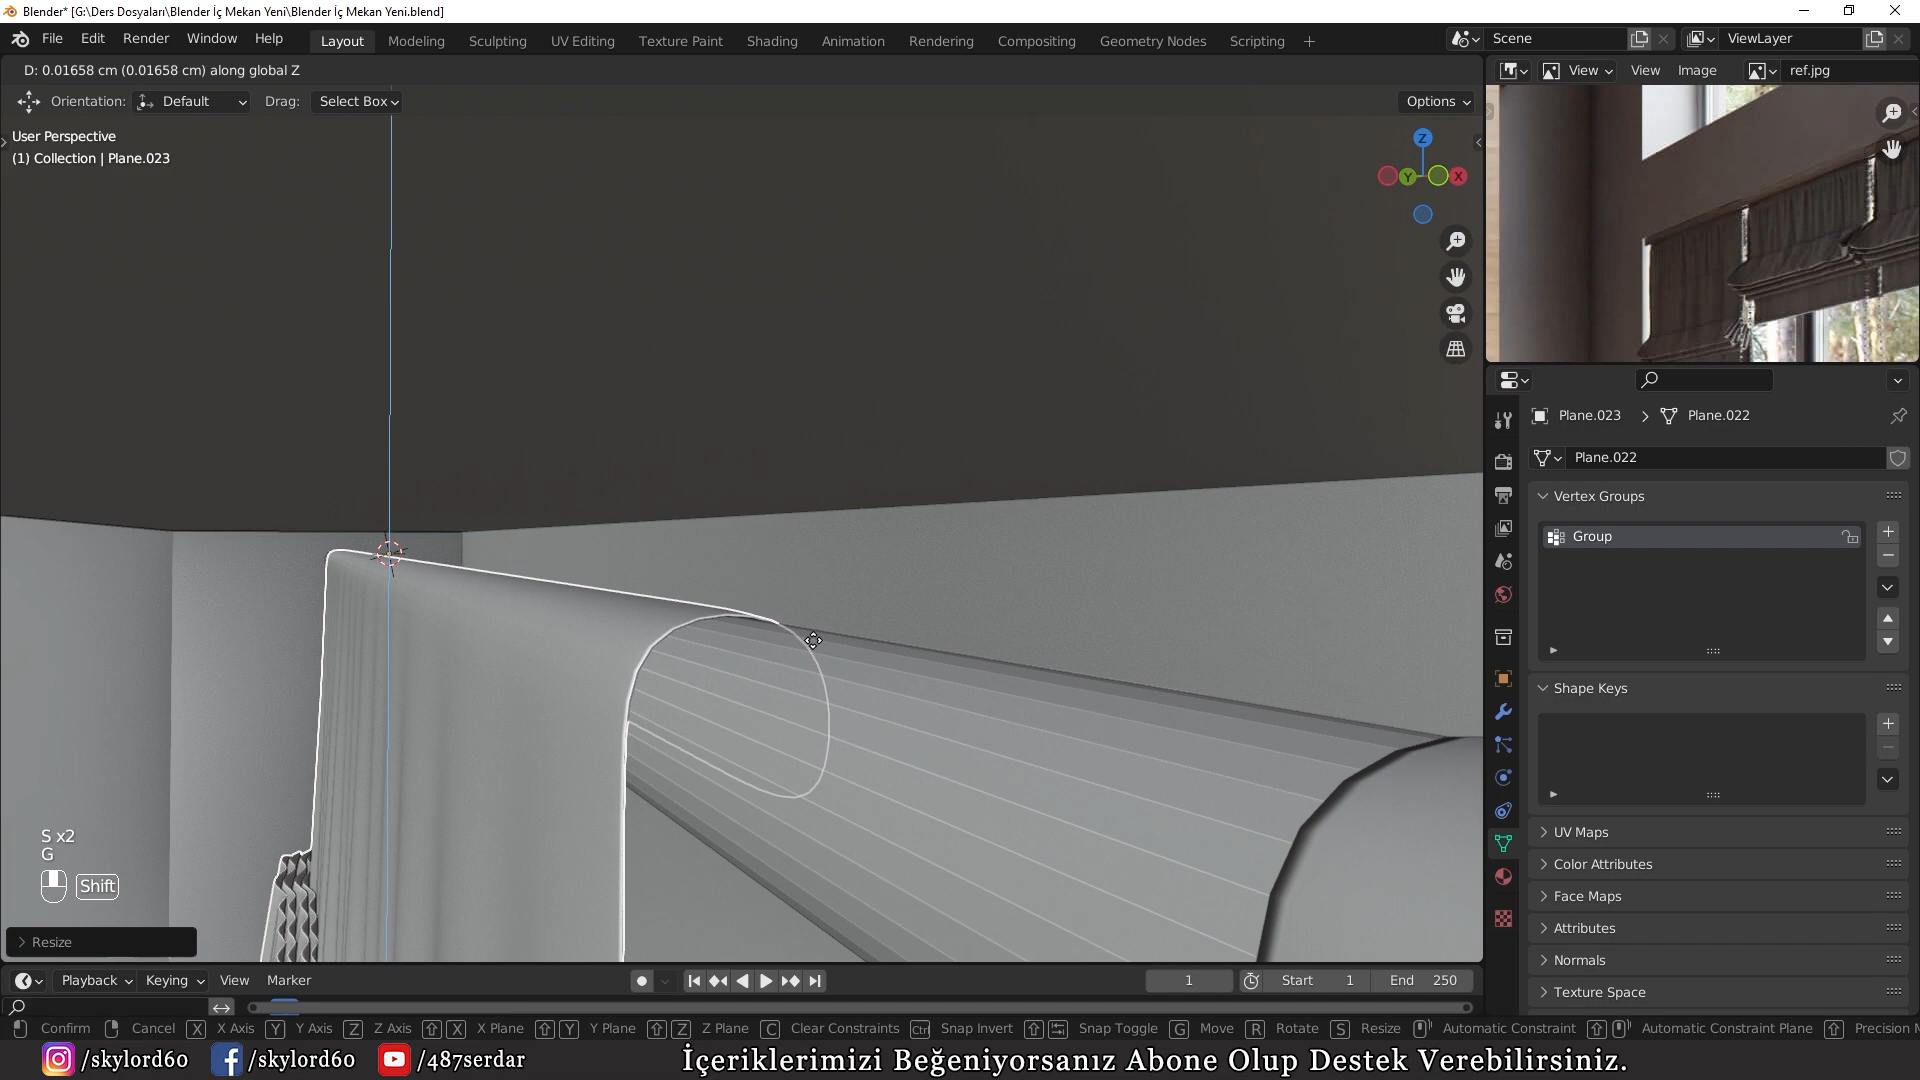 Blender* [G:\Ders Dosyaları\Blender İç Mekan Yeni\Blender İç Mekan Yeni.blend]
File Edit Render Window Help
Layout Modeling Sculpting UV Editing Texture Paint Shading Animation Rendering Compositing Geometry Nodes Scripting +
Scene
ViewLayer
D: 0.01658 cm (0.01658 cm) along global Z
View View Image ref.jpg
Orientation: Default Drag: Select Box
Options
User Perspective
(1) Collection | Plane.023
Z
Y
X
Plane.023 > Plane.022
Plane.022
Vertex Groups
Group
Shape Keys
UV Maps
Color Attributes
Face Maps
Attributes
Normals
Texture Space
S x2
G
Shift
Resize
Playback Keying View Marker
1
Start 1
End 250
Confirm Cancel X X Axis Y Y Axis Z Z Axis X X Plane Y Y Plane Z Z Plane C Clear Constraints Ctrl Snap Invert Snap Toggle G Move R Rotate S Resize Automatic Constraint Automatic Constraint Plane Precision M
/skylord60 /skylord60 /487serdar
İçeriklerimizi Beğeniyorsanız Abone Olup Destek Verebilirsiniz.